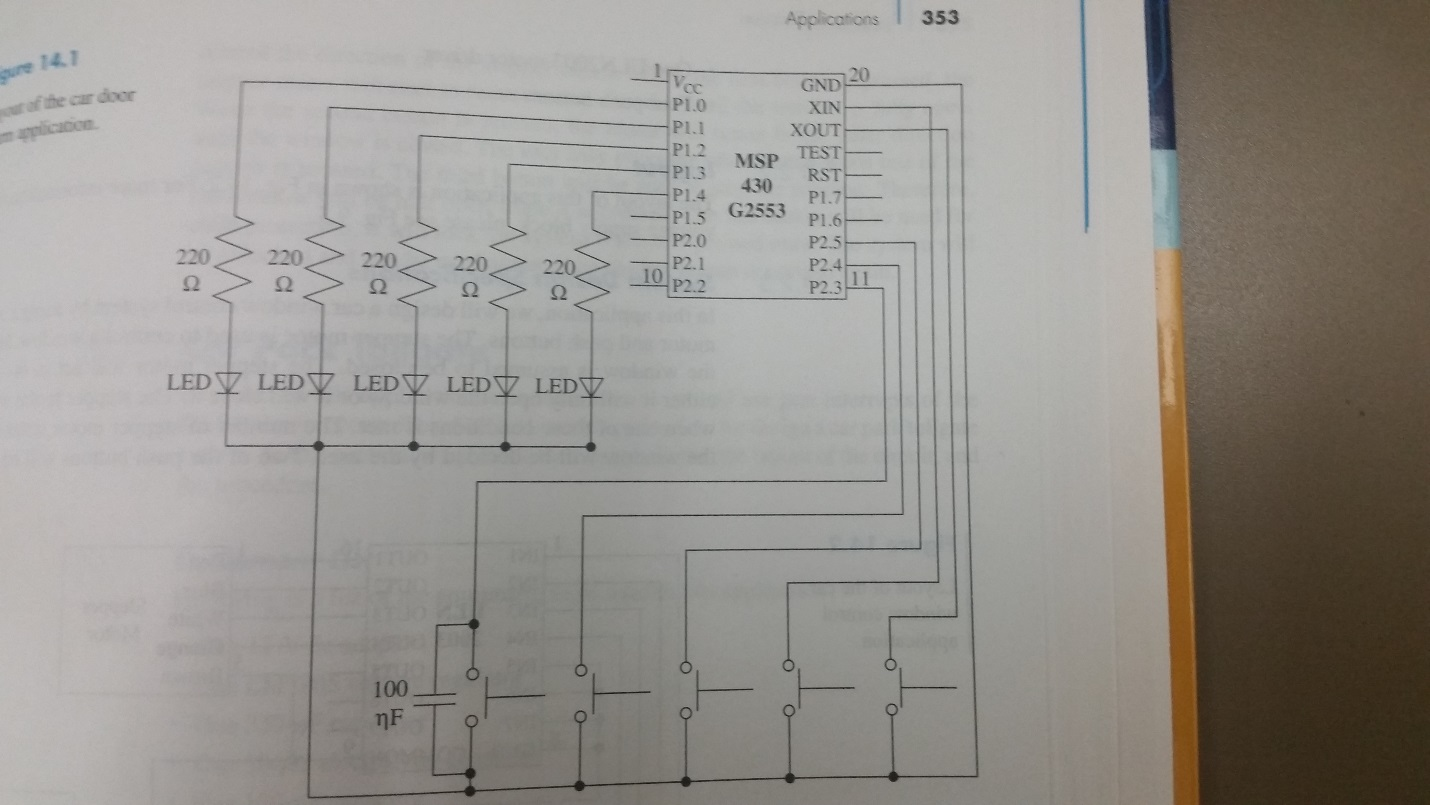 Applications 353
gure 14.1
yout of the car door
m application.
1
VCC
P1.0
P1.1
P1.2
P1.3
P1.4
P1.5
P2.0
P2.1
10 P2.2
MSP
430
G2553
GND 20
XIN
XOUT
TEST
RST
P1.7
P1.6
P2.5
P2.4
P2.3 11
220 Ω
220 Ω
220 Ω
220 Ω
220 Ω
LED LED LED LED LED
100
ηF